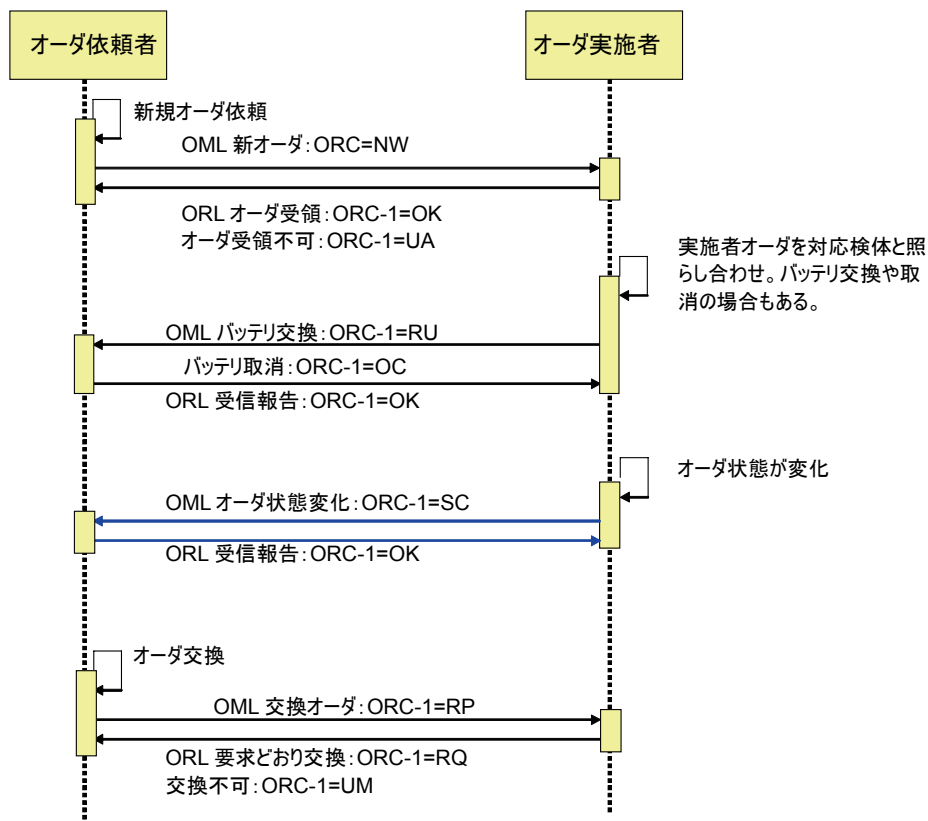 オーダ依頼者
オーダ実施者
新規オーダ依頼
OML 新オーダ：ORC=NW
ORL オーダ受領：ORC-1=OK
オーダ受領不可：ORC-1=UA
実施者オーダを対応検体と照
らし合わせ。バッテリ交換や取
消の場合もある。
OML バッテリ交換：ORC-1=RU
バッテリ取消：ORC-1=OC
ORL 受信報告：ORC-1=OK
オーダ状態が変化
OML オーダ状態変化：ORC-1=SC
ORL 受信報告：ORC-1=OK
オーダ交換
OML 交換オーダ：ORC-1=RP
ORL 要求どおり交換：ORC-1=RQ
交換不可：ORC-1=UM